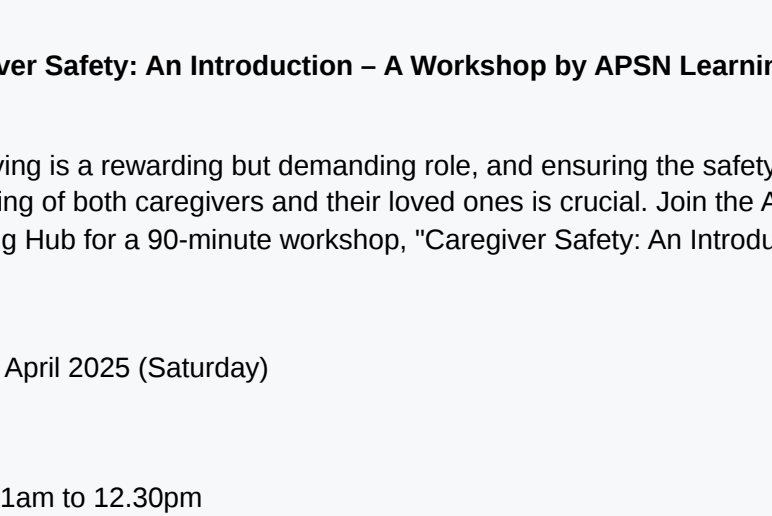 ver Safety: An Introduction – A Workshop by APSN Learnin
ving is a rewarding but demanding role, and ensuring the safety
ing of both caregivers and their loved ones is crucial. Join the A
g Hub for a 90-minute workshop, "Caregiver Safety: An Introdu
April 2025 (Saturday)
1am to 12.30pm